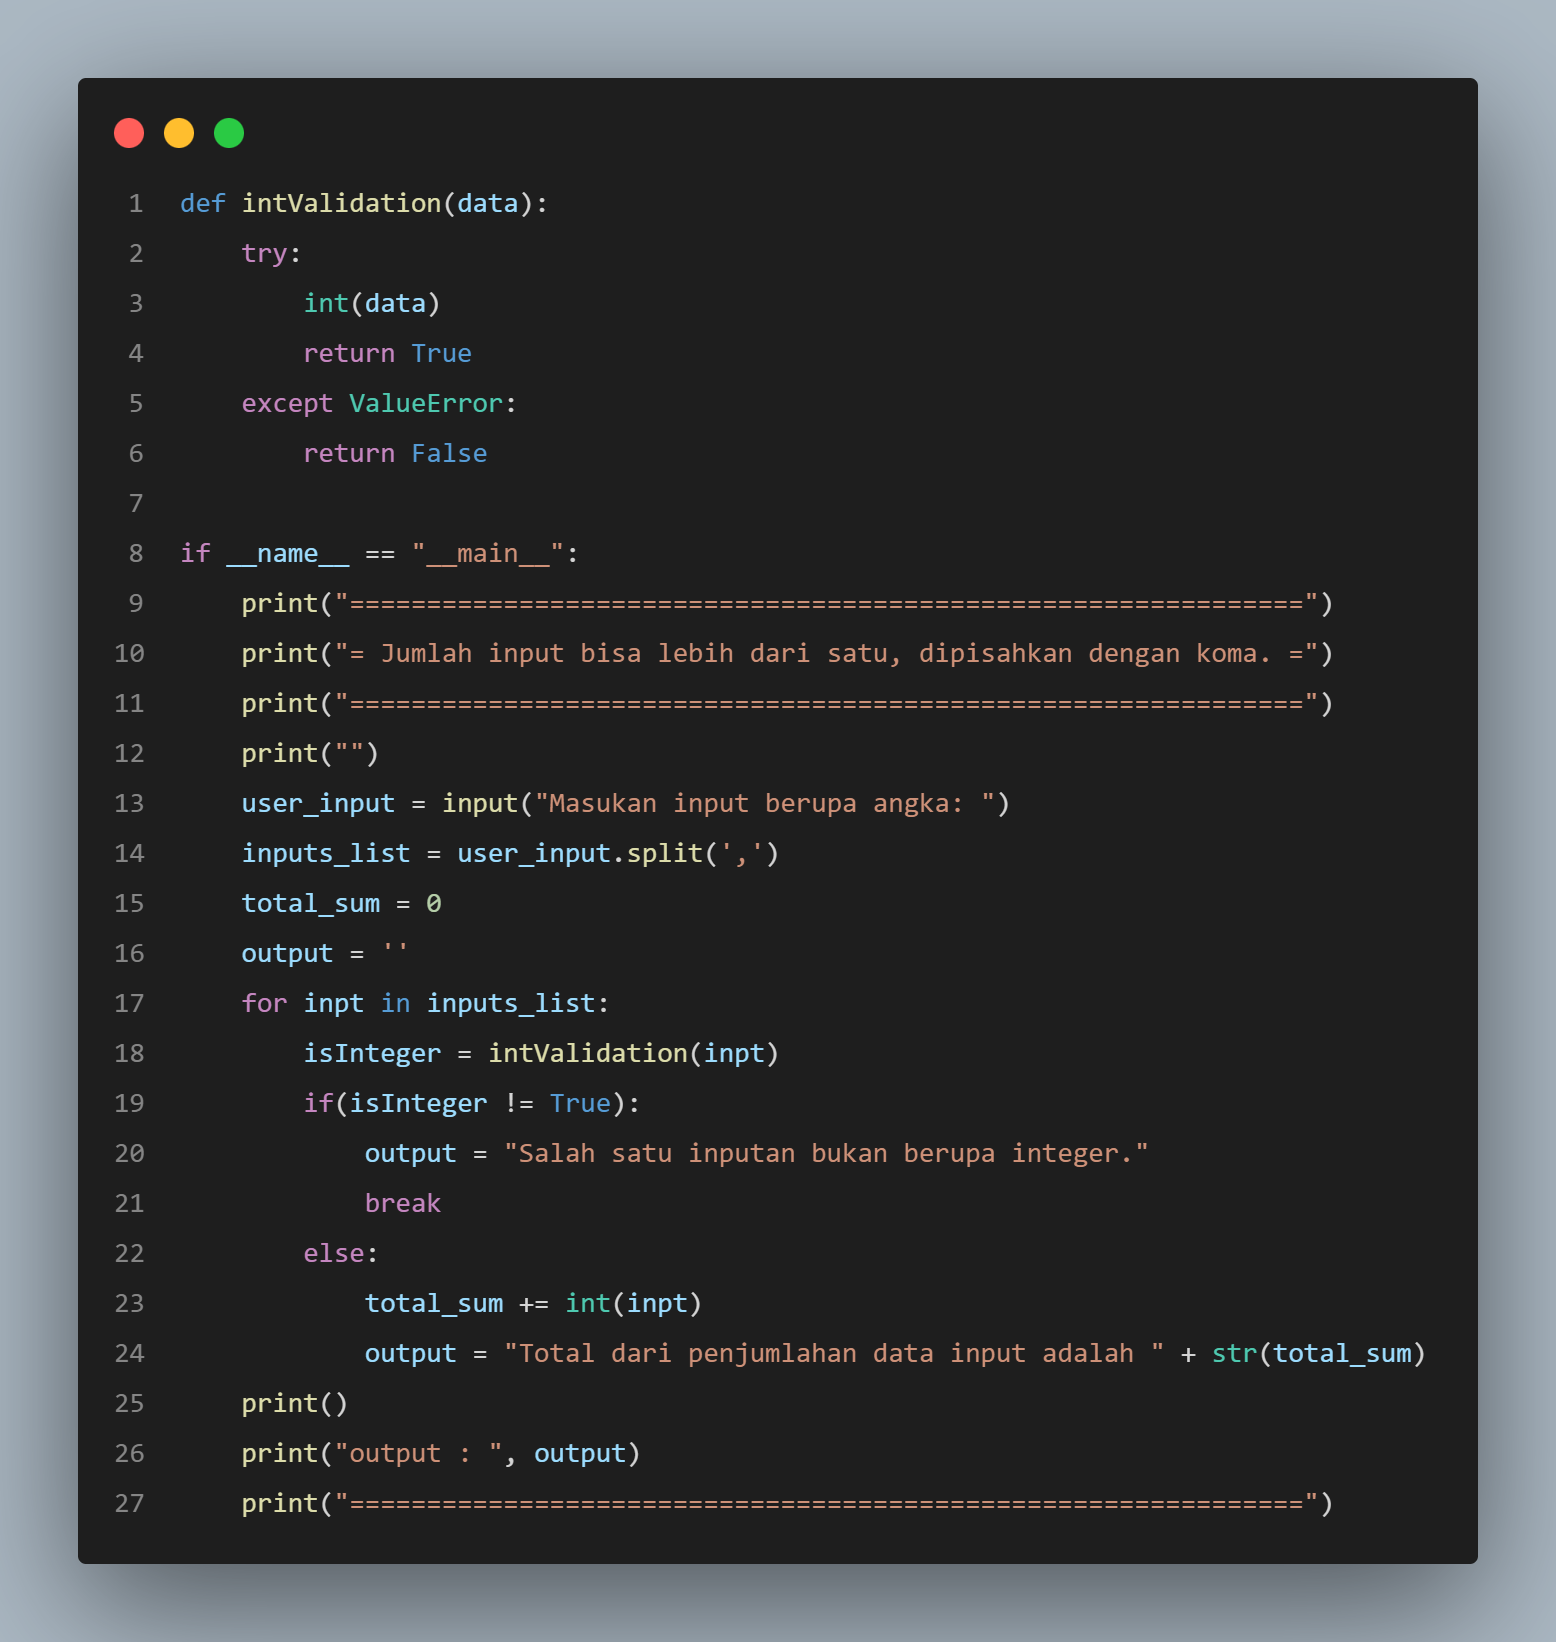 1 def intValidation(data):
2     try:
3         int(data)
4         return True
5     except ValueError:
6         return False
7
8 if __name__ == "__main__":
9     print("==============================================================")
10     print("= Jumlah input bisa lebih dari satu, dipisahkan dengan koma. =")
11     print("==============================================================")
12     print("")
13     user_input = input("Masukan input berupa angka: ")
14     inputs_list = user_input.split(',')
15     total_sum = 0
16     output = ''
17     for inpt in inputs_list:
18         isInteger = intValidation(inpt)
19         if(isInteger != True):
20             output = "Salah satu inputan bukan berupa integer."
21             break
22         else:
23             total_sum += int(inpt)
24             output = "Total dari penjumlahan data input adalah " + str(total_sum)
25     print()
26     print("output : ", output)
27     print("==============================================================")